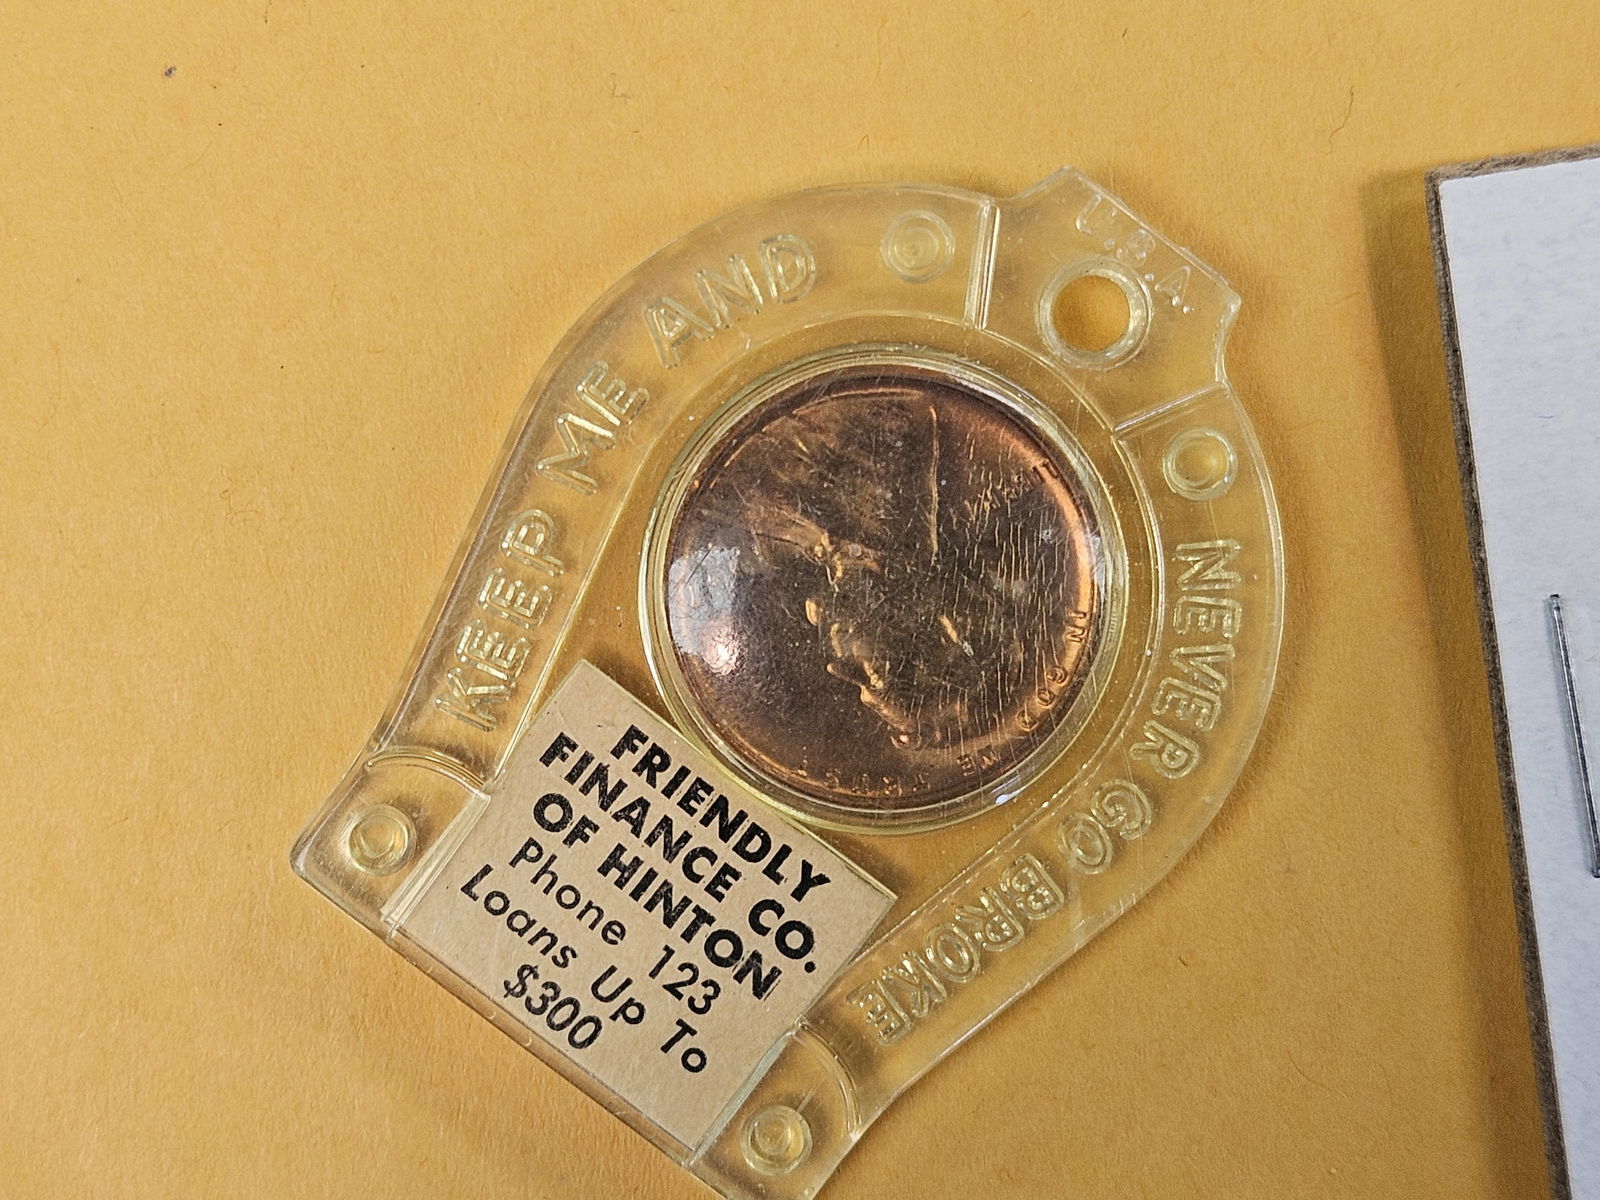 U.S.A.
KEEP ME AND
NEVER GO BROKE
IN GOD WE TRUST
FRIENDLY
FINANCE CO.
OF HINTON
Phone 123
Loans Up To
$300